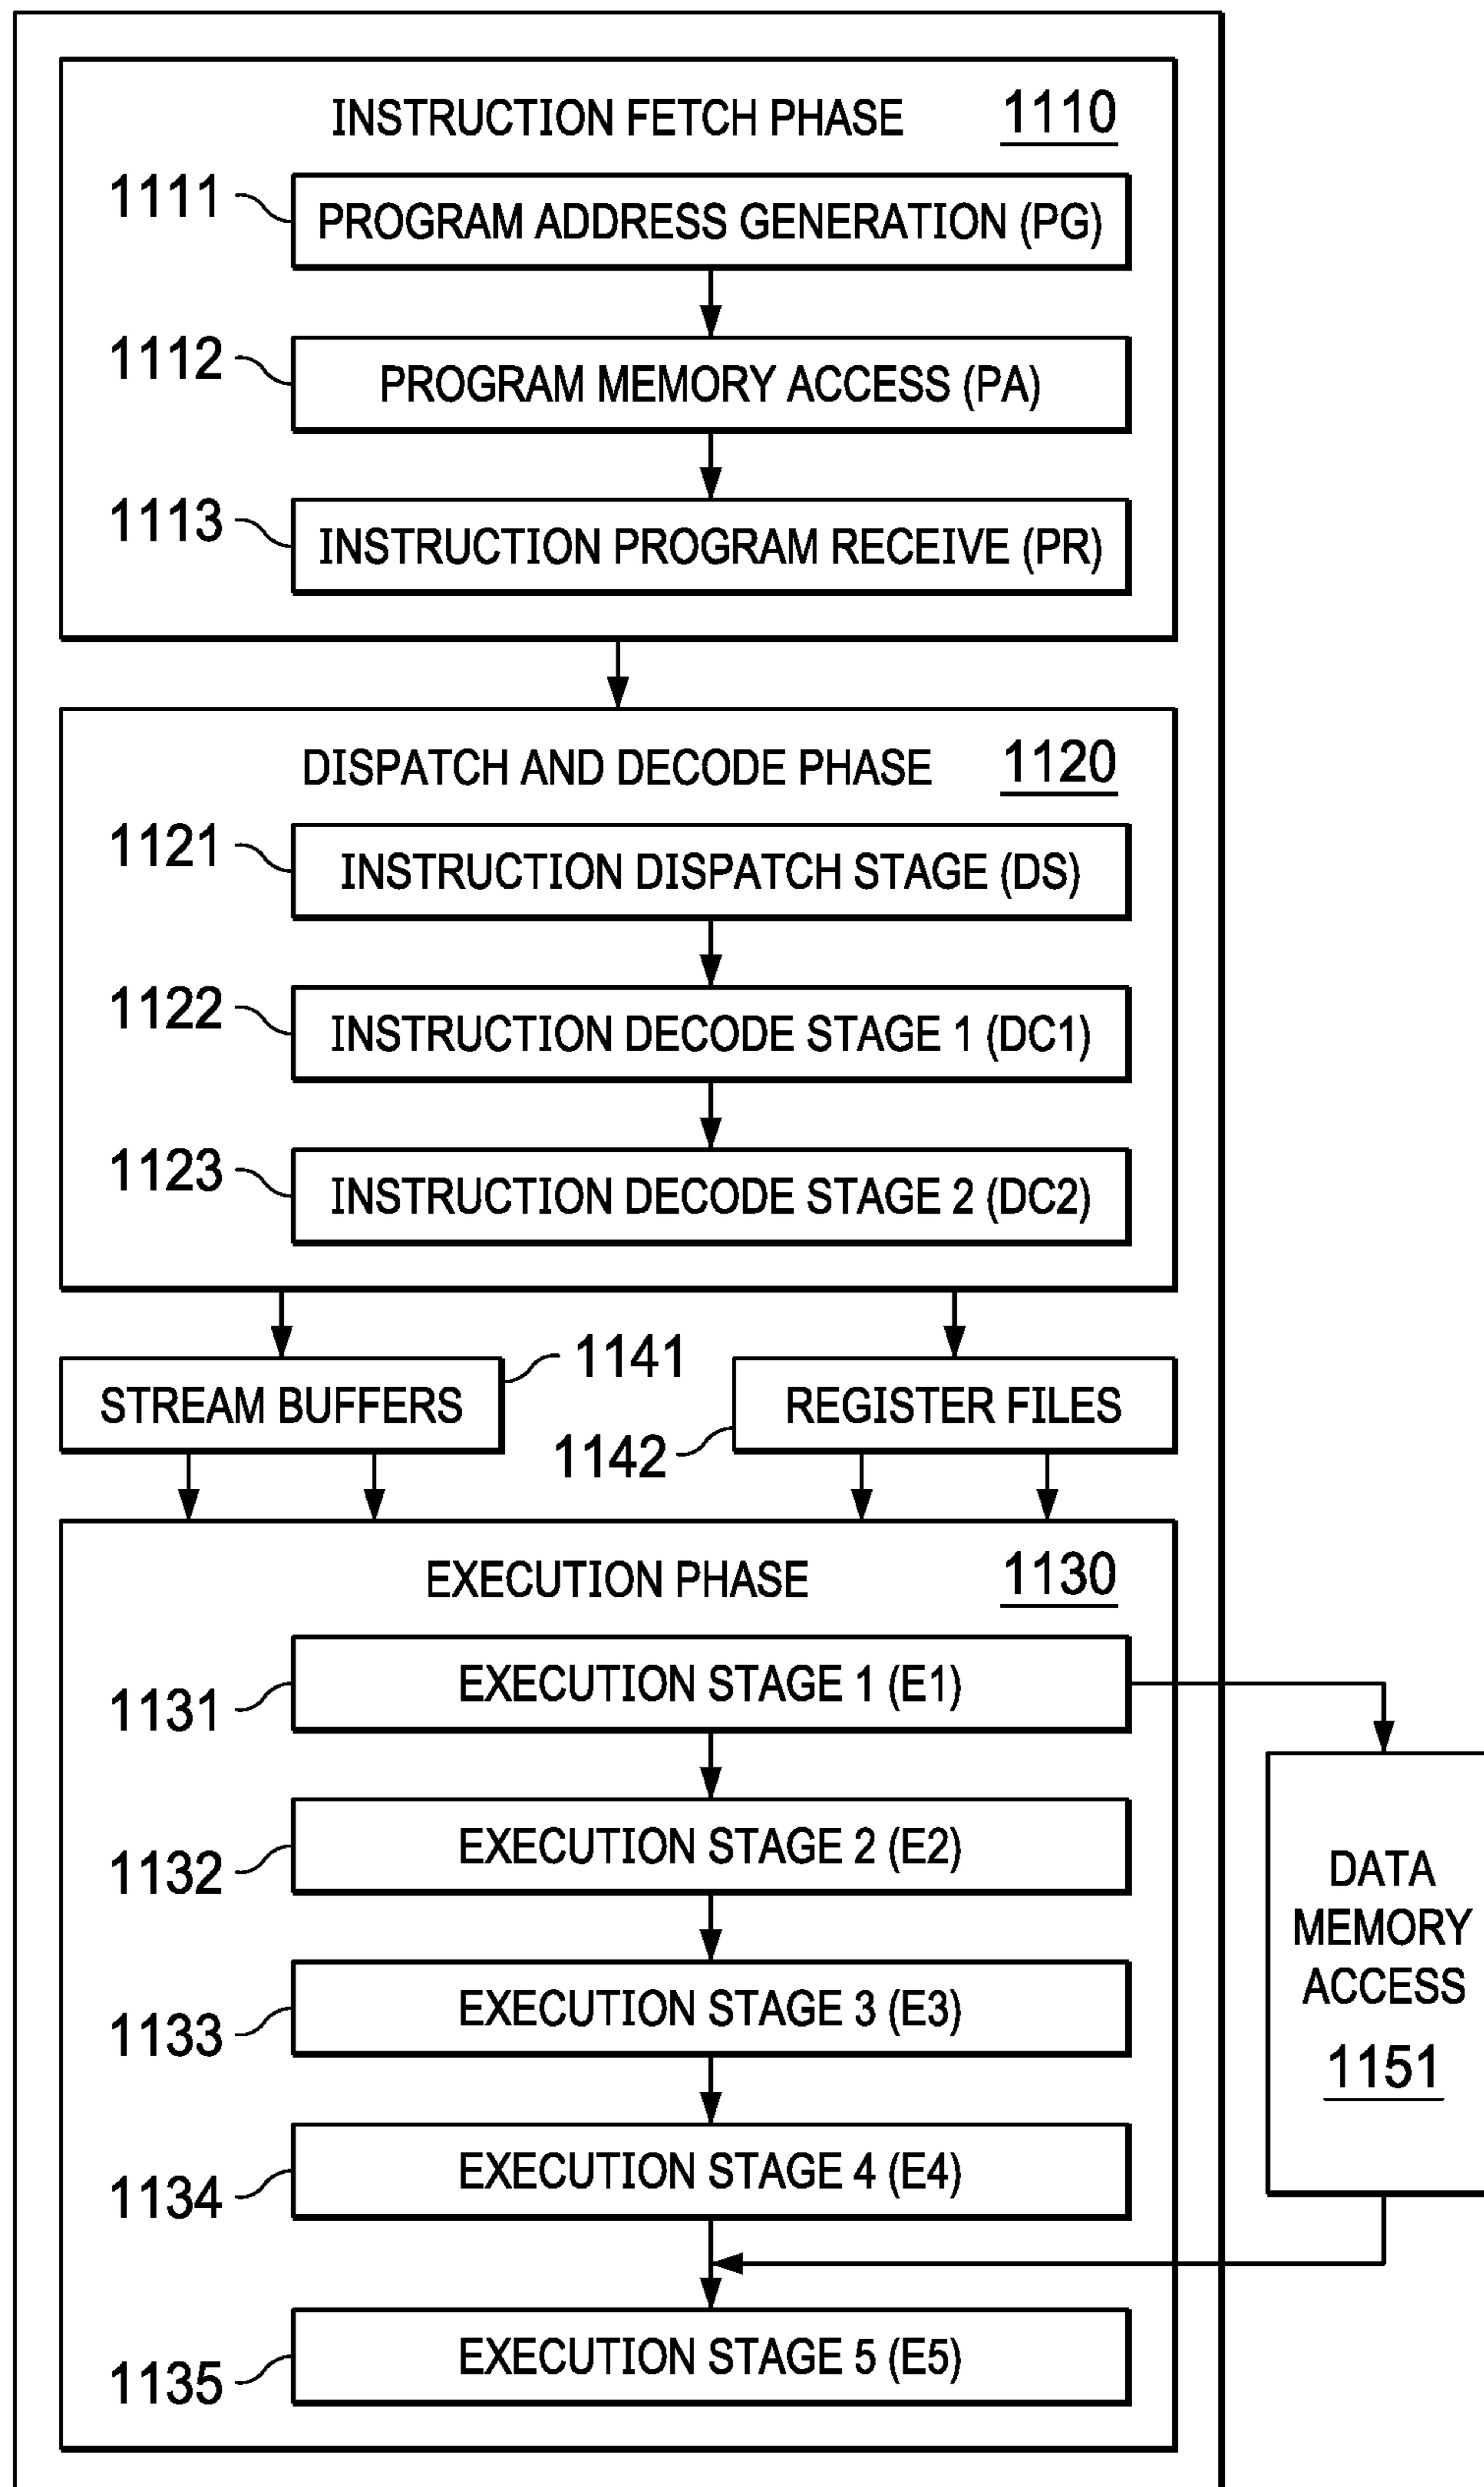 INSTRUCTION FETCH PHASE 1110
1111 PROGRAM ADDRESS GENERATION (PG)
1112 PROGRAM MEMORY ACCESS (PA)
1113 INSTRUCTION PROGRAM RECEIVE (PR)
DISPATCH AND DECODE PHASE 1120
1121 INSTRUCTION DISPATCH STAGE (DS)
1122 INSTRUCTION DECODE STAGE 1 (DC1)
1123 INSTRUCTION DECODE STAGE 2 (DC2)
STREAM BUFFERS 1141
1142 REGISTER FILES
EXECUTION PHASE 1130
1131 EXECUTION STAGE 1 (E1)
1132 EXECUTION STAGE 2 (E2)
1133 EXECUTION STAGE 3 (E3)
1134 EXECUTION STAGE 4 (E4)
1135 EXECUTION STAGE 5 (E5)
DATA
MEMORY
ACCESS
1151